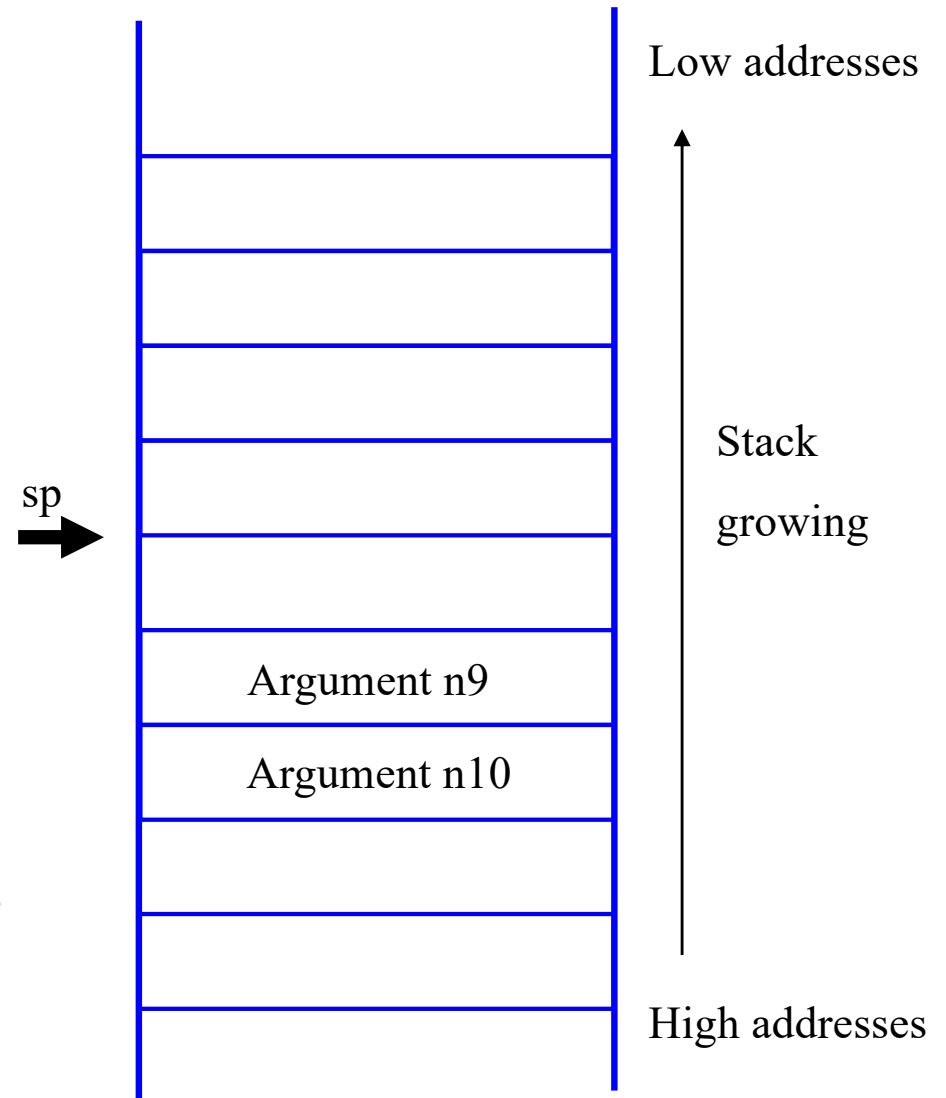 Low addresses
Stack
sp
growing
Argument n9
Argument n10
High addresses